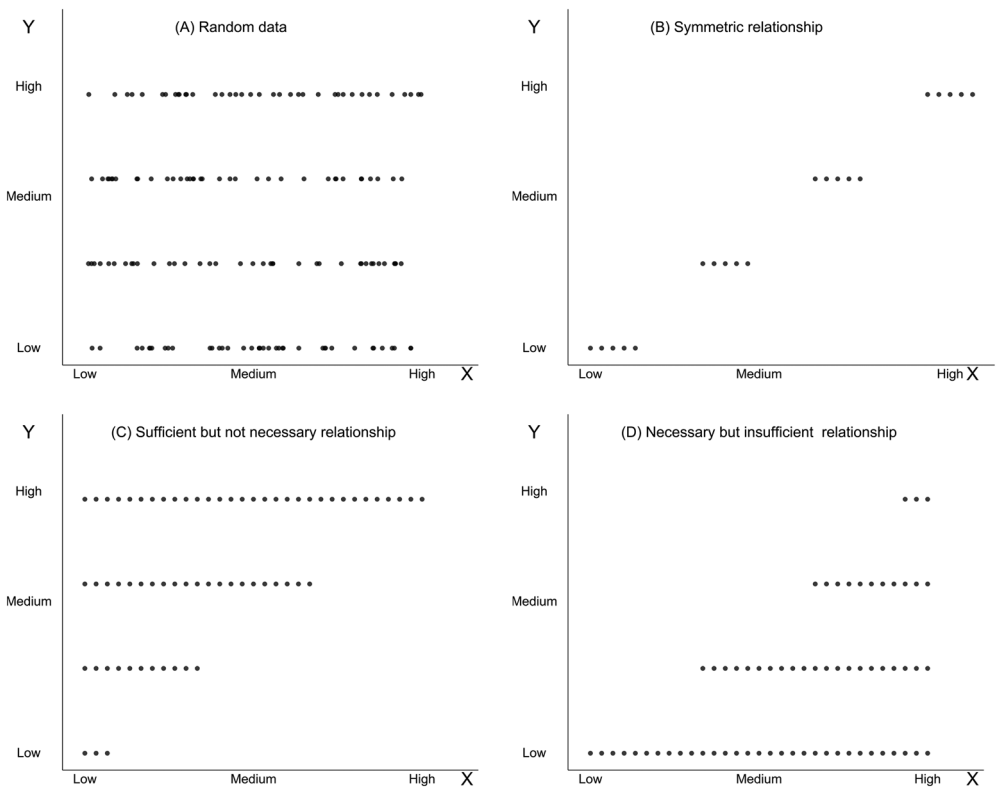 Y
(A) Random data
High
Medium
Low
Low Medium High X
Y
(B) Symmetric relationship
High
Medium
Low
Low Medium High X
Y
(C) Sufficient but not necessary relationship
High
Medium
Low
Low Medium High X
Y
(D) Necessary but insufficient relationship
High
Medium
Low
Low Medium High X